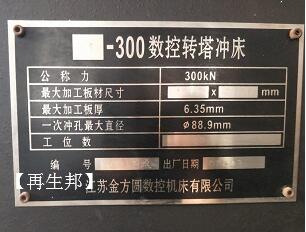 -300数控转塔冲床
公称力 300kN
最大加工板材尺寸 x mm
最大加工板厚 6.35mm
一次冲孔最大直径 ø88.9mm
工位数
编号 出厂日期
【再生邦】
江苏金方圆数控机床有限公司